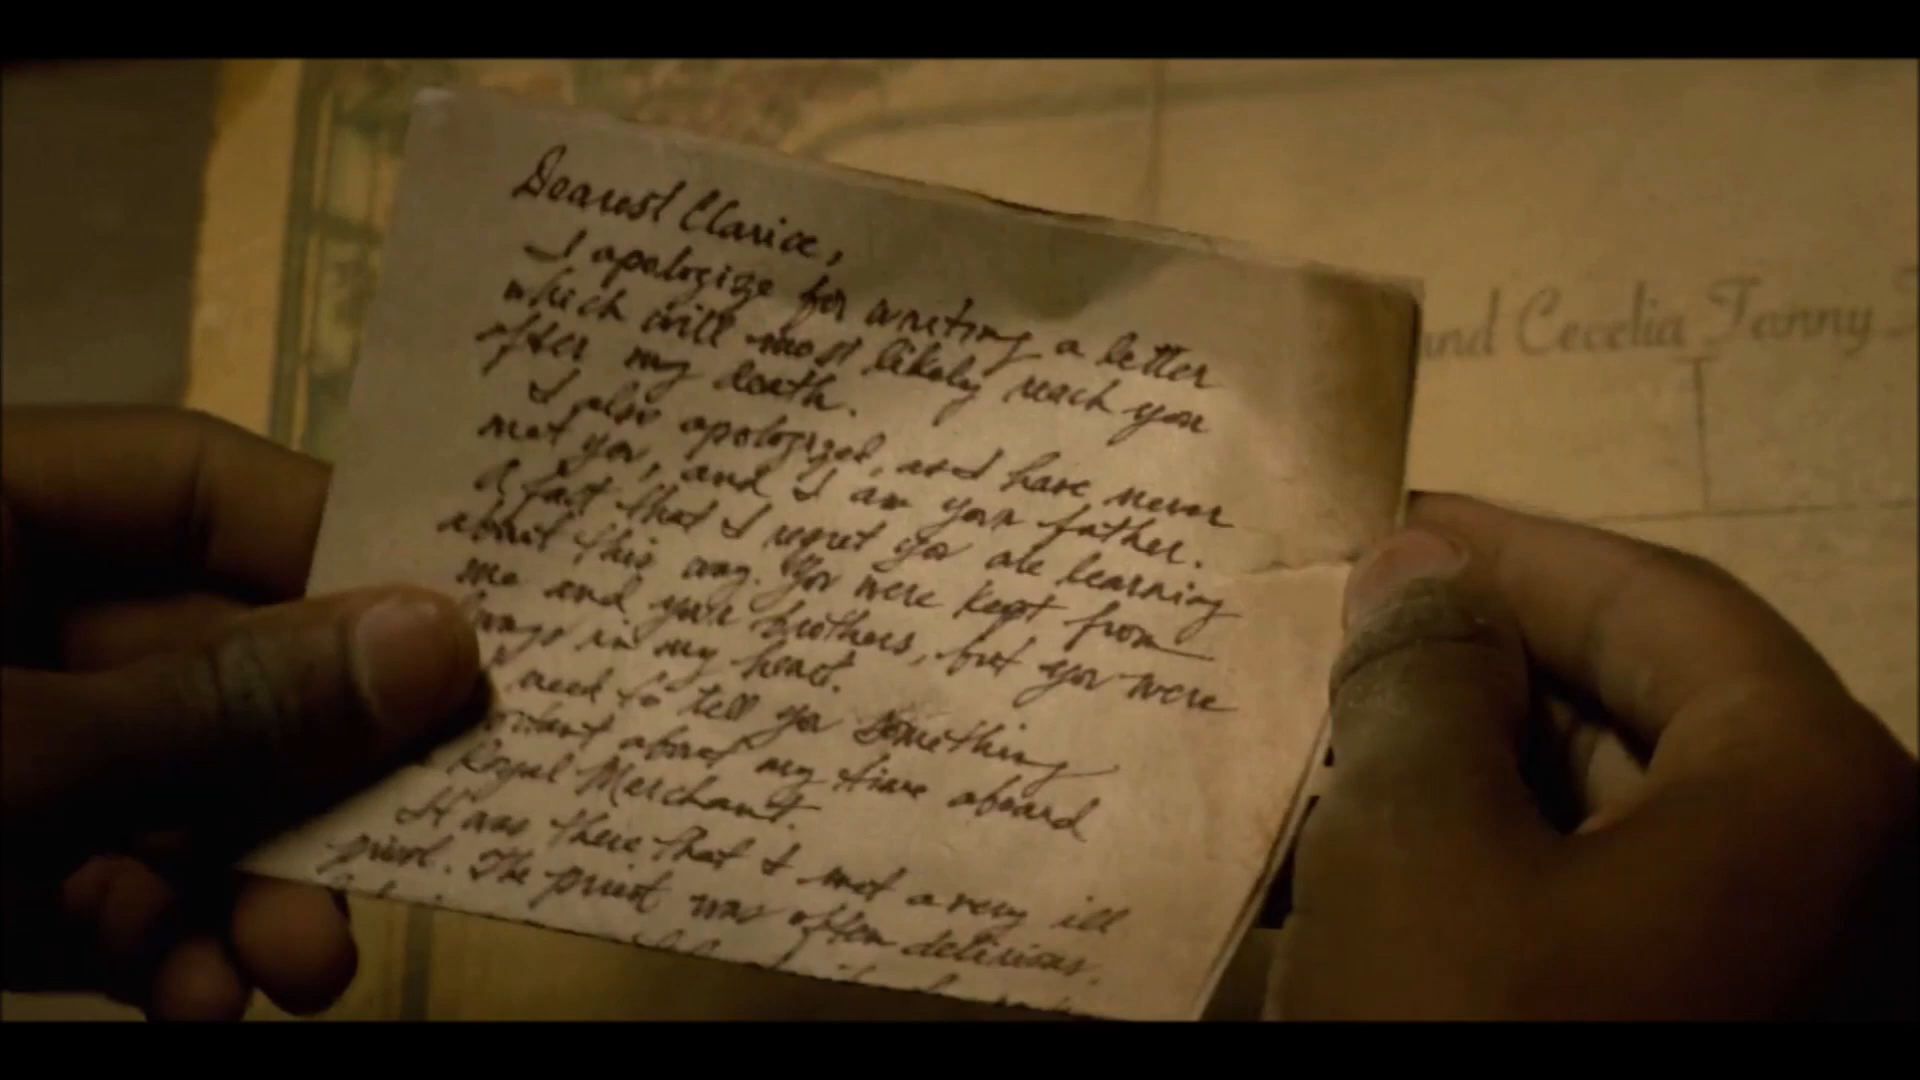 Dearest Clarice,
I apologize for writing a letter
which will most likely reach you
after my death.
I also apologized, as I have never
met you, and I am your father.
A fact that I regret you are learning
about this way. You were kept from
me and your brothers, but you were
always in my heart.
need to tell you something
portant about my time aboard
Royal Merchant.
It was there that I met a very ill
priest. The priest was often delirious.
and Cecelia Fanny